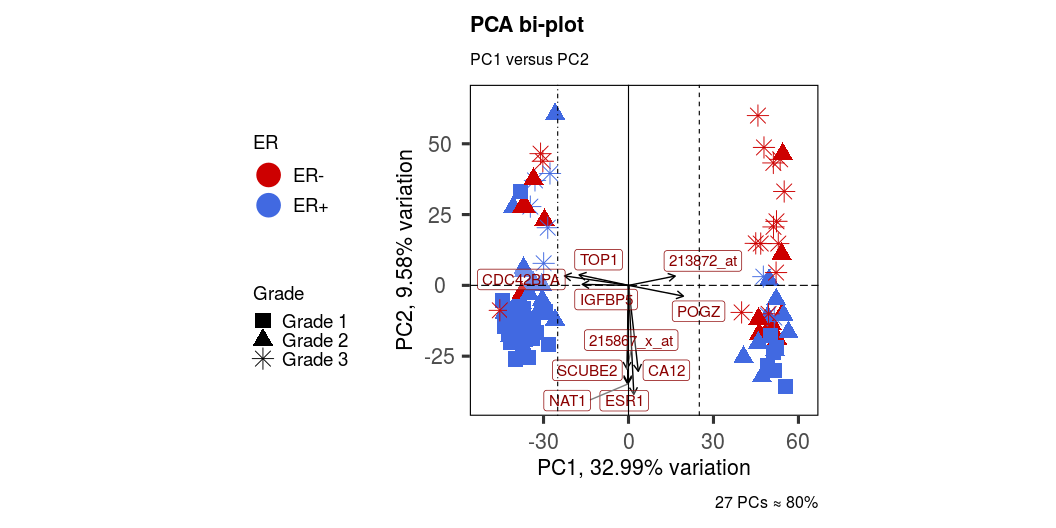 PCA bi-plot
PC1 versus PC2
ER
ER-
ER+
Grade
Grade 1
Grade 2
Grade 3
PC2, 9.58% variation
50
25
0
-25
TOP1
213872_at
CDC42BPA
IGFBP5
POGZ
215867_x_at
SCUBE2
CA12
NAT1
ESR1
-30
0
30
60
PC1, 32.99% variation
27 PCs ≈ 80%